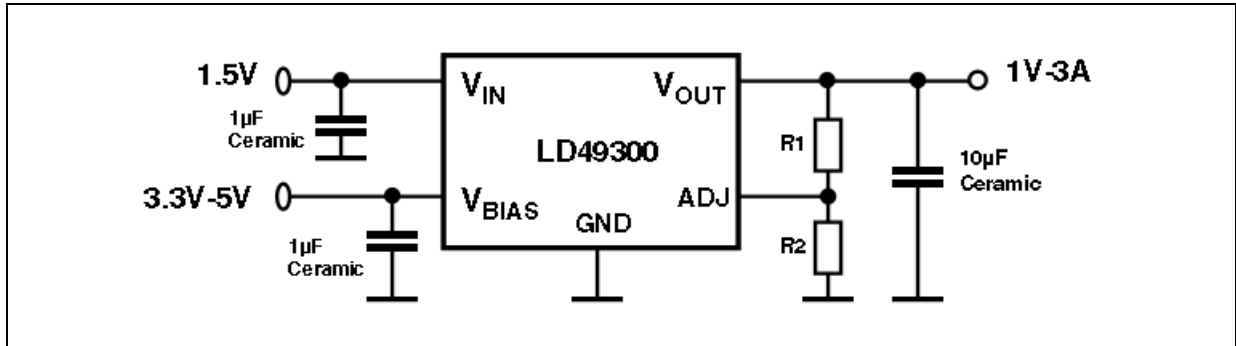 1.5V
1µF
Ceramic
3.3V-5V
1µF
Ceramic
VIN
VOUT
LD49300
VBIAS
ADJ
GND
R1
R2
1V-3A
10µF
Ceramic